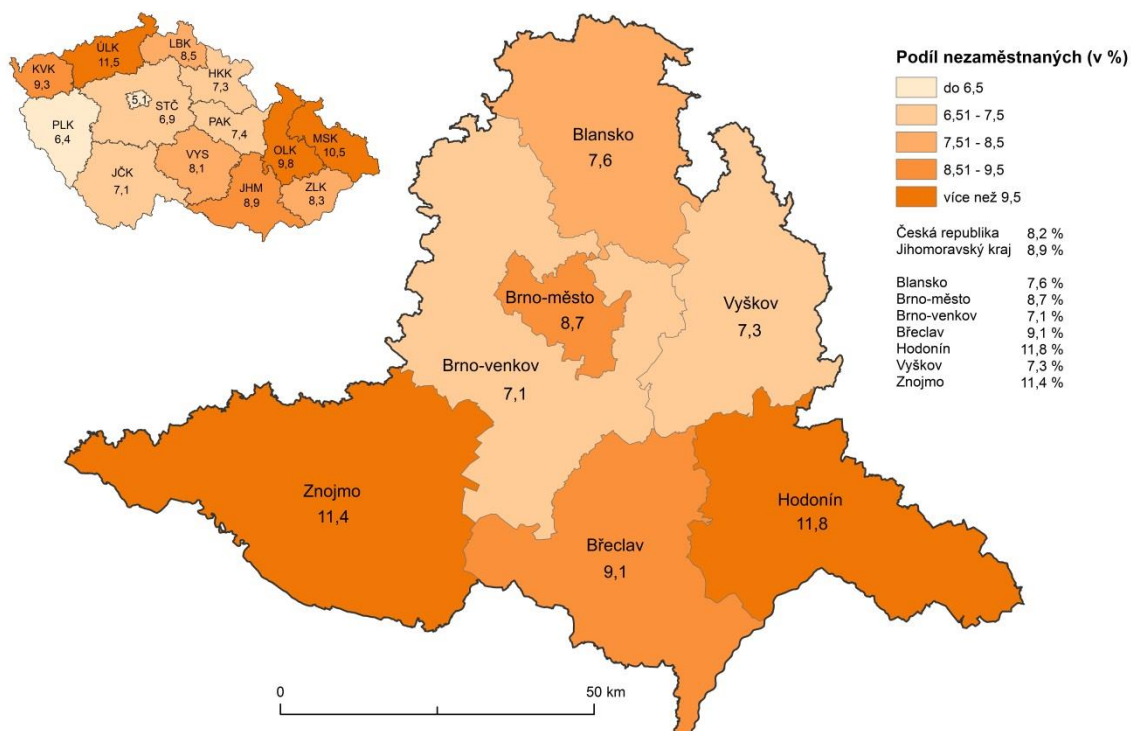 ÚLK
11,5
LBK
8,5
KVK
9,3
HKK
7,3
5,1
STČ
6,9
PLK
6,4
PAK
7,4
MSK
10,5
OLK
9,8
VYS
8,1
JČK
7,1
JHM
8,9
ZLK
8,3
Podíl nezaměstnaných (v %)
do 6,5
6,51 - 7,5
7,51 - 8,5
8,51 - 9,5
více než 9,5
Česká republika 8,2 %
Jihomoravský kraj 8,9 %
Blansko 7,6 %
Brno-město 8,7 %
Brno-venkov 7,1 %
Břeclav 9,1 %
Hodonín 11,8 %
Vyškov 7,3 %
Znojmo 11,4 %
Blansko
7,6
Brno-město
8,7
Vyškov
7,3
Brno-venkov
7,1
Znojmo
11,4
Hodonín
11,8
Břeclav
9,1
0 50 km